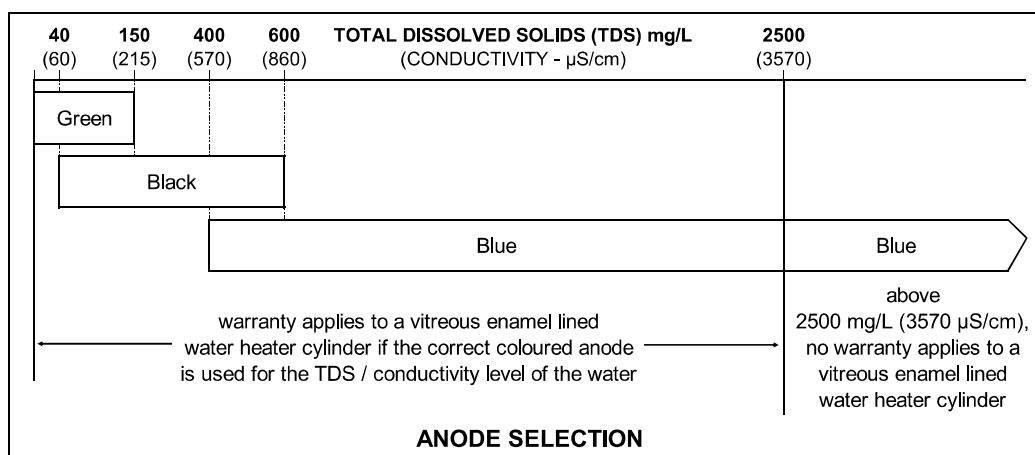 40 150 400 600 TOTAL DISSOLVED SOLIDS (TDS) mg/L 2500
(60) (215) (570) (860) (CONDUCTIVITY - µS/cm) (3570)
Green
Black
Blue Blue
warranty applies to a vitreous enamel lined
water heater cylinder if the correct coloured anode
is used for the TDS / conductivity level of the water
above
2500 mg/L (3570 µS/cm),
no warranty applies to a
vitreous enamel lined
water heater cylinder
ANODE SELECTION